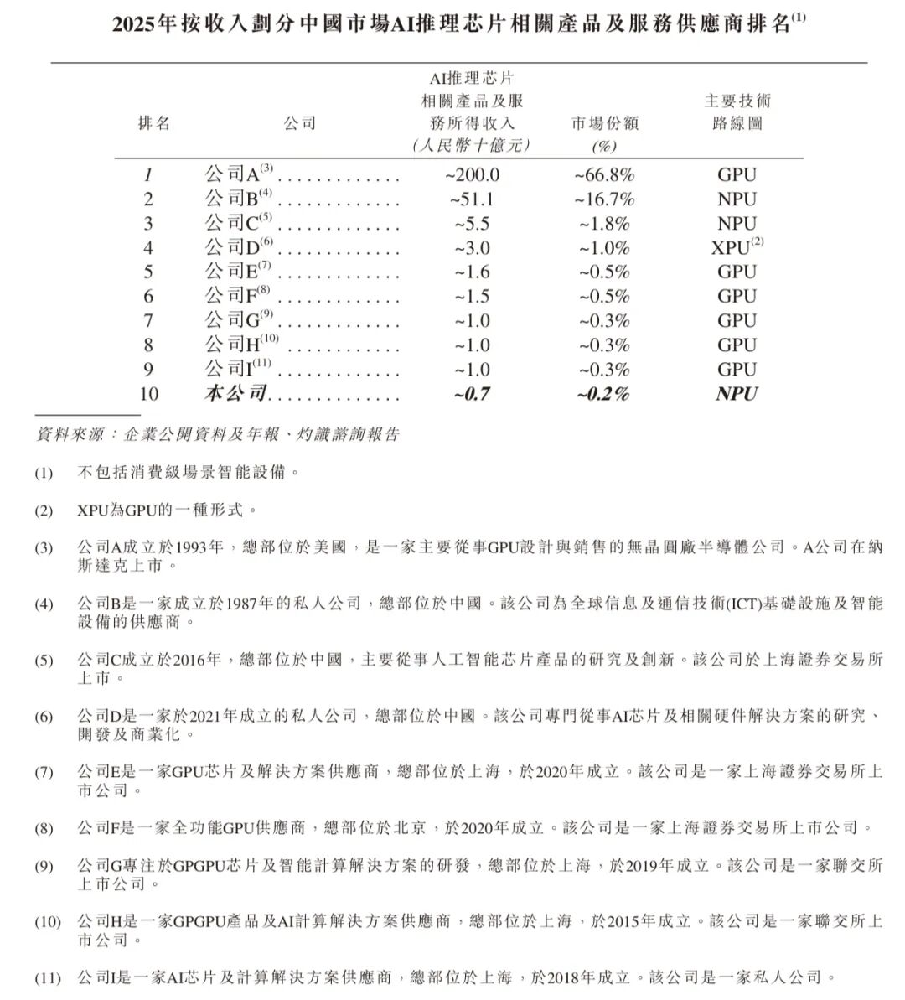 2025年按收入劃分中國市場AI推理芯片相關產品及服務供應商排名(1)
排名 公司 AI推理芯片相關產品及服務所得收入(人民幣十億元) 市場份額(%) 主要技術路線圖
1 公司A(3)............. ~200.0 ~66.8% GPU
2 公司B(4)............. ~51.1 ~16.7% NPU
3 公司C(5)............. ~5.5 ~1.8% NPU
4 公司D(6)............. ~3.0 ~1.0% XPU(2)
5 公司E(7)............. ~1.6 ~0.5% GPU
6 公司F(8)............. ~1.5 ~0.5% GPU
7 公司G(9)............. ~1.0 ~0.3% GPU
8 公司H(10)............ ~1.0 ~0.3% GPU
9 公司I(11)............. ~1.0 ~0.3% GPU
10 本公司.............. ~0.7 ~0.2% NPU
資料來源：企業公開資料及年報、灼識諮詢報告
(1) 不包括消費級場景智能設備。
(2) XPU為GPU的一種形式。
(3) 公司A成立於1993年，總部位於美國，是一家主要從事GPU設計與銷售的無晶圓廠半導體公司。A公司在納
斯達克上市。
(4) 公司B是一家成立於1987年的私人公司，總部位於中國。該公司為全球信息及通信技術(ICT)基礎設施及智能
設備的供應商。
(5) 公司C成立於2016年，總部位於中國，主要從事人工智能芯片產品的研究及創新。該公司於上海證券交易所
上市。
(6) 公司D是一家於2021年成立的私人公司，總部位於中國。該公司專門從事AI芯片及相關硬件解決方案的研究、
開發及商業化。
(7) 公司E是一家GPU芯片及解決方案供應商，總部位於上海，於2020年成立。該公司是一家上海證券交易所上
市公司。
(8) 公司F是一家全功能GPU供應商，總部位於北京，於2020年成立。該公司是一家上海證券交易所上市公司。
(9) 公司G專注於GPGPU芯片及智能計算解決方案的研發，總部位於上海，於2019年成立。該公司是一家聯交所
上市公司。
(10) 公司H是一家GPGPU產品及AI計算解決方案供應商，總部位於上海，於2015年成立。該公司是一家聯交所上
市公司。
(11) 公司I是一家AI芯片及計算解決方案供應商，總部位於上海，於2018年成立。該公司是一家私人公司。